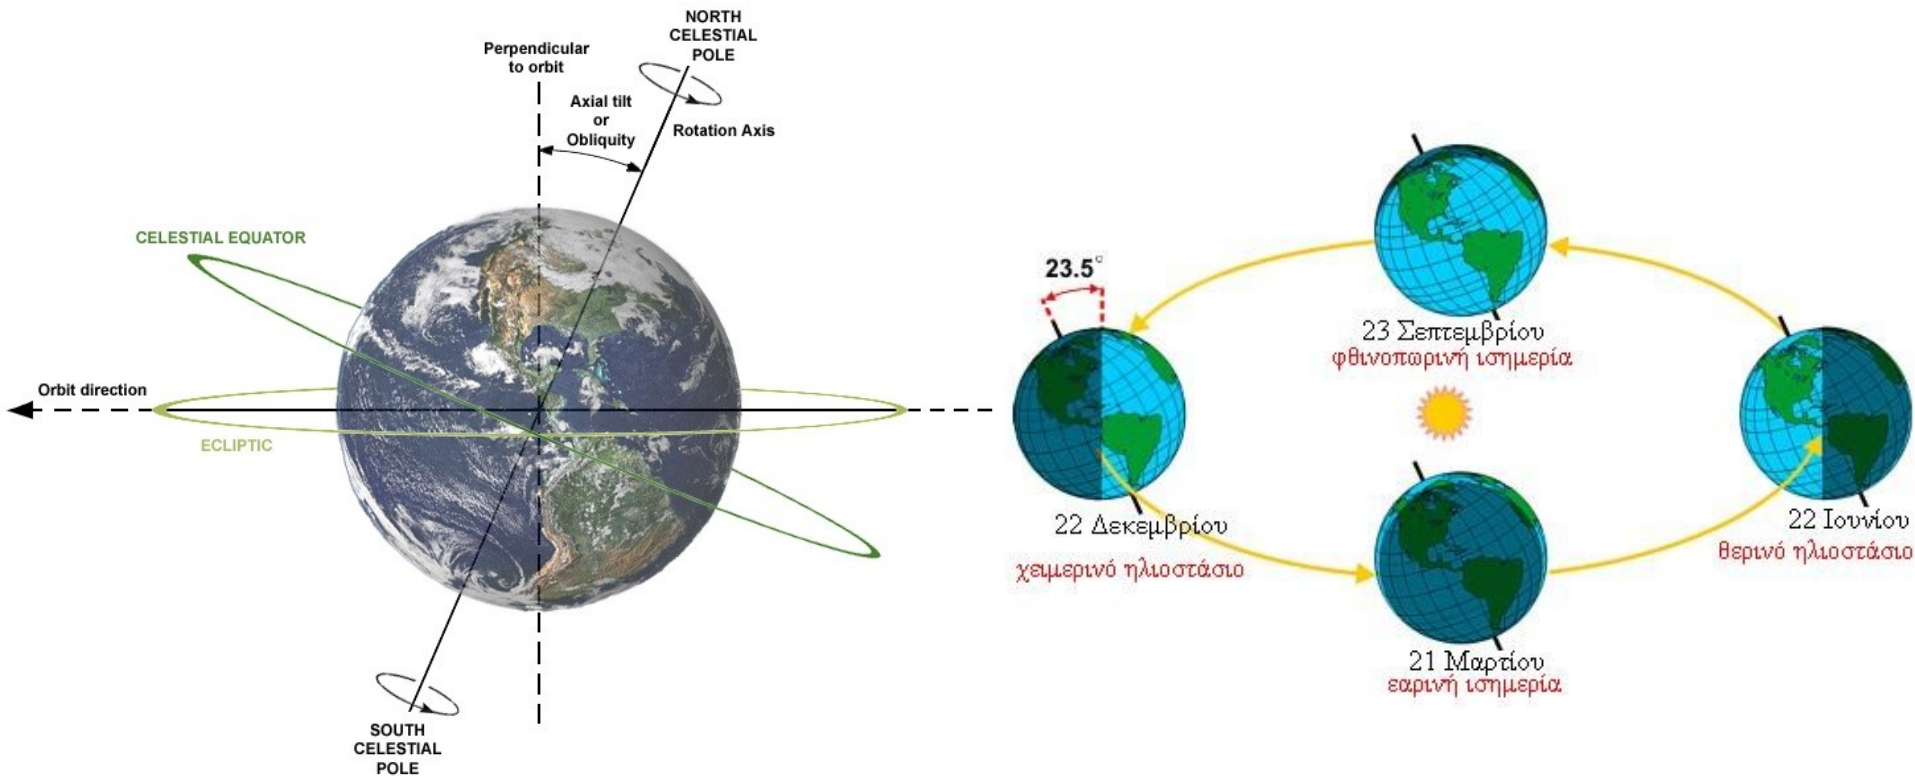 NORTH
CELESTIAL
POLE
Perpendicular
to orbit
Axial tilt
or
Obliquity
Rotation Axis
CELESTIAL EQUATOR
Orbit direction
ECLIPTIC
SOUTH
CELESTIAL
POLE
23.5°
23 Σεπτεμβρίου
φθινοπωρινή ισημερία
22 Δεκεμβρίου
χειμερινό ηλιοστάσιο
22 Ιουνίου
θερινό ηλιοστάσιο
21 Μαρτίου
εαρινή ισημερία